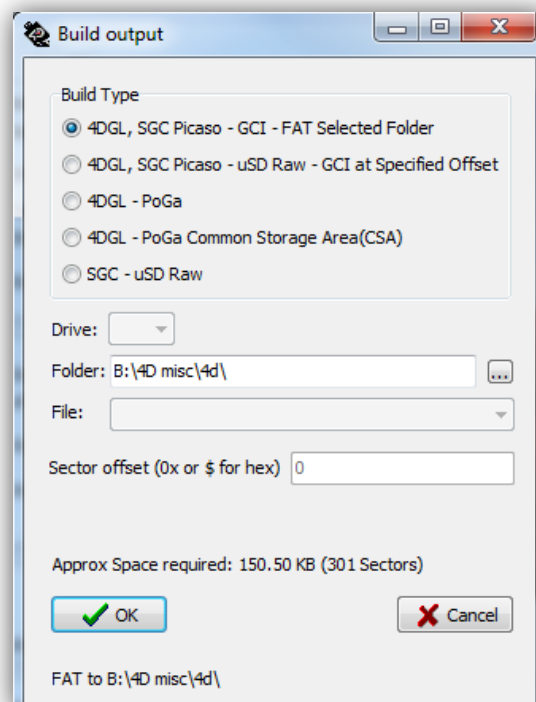 Build output
Build Type
4DGL, SGC Picaso - GCI - FAT Selected Folder
4DGL, SGC Picaso - uSD Raw - GCI at Specified Offset
4DGL - PoGa
4DGL - PoGa Common Storage Area(CSA)
SGC - uSD Raw
Drive:
Folder: B:\4D misc\4d\ ...
File:
Sector offset (0x or $ for hex) 0
Approx Space required: 150.50 KB (301 Sectors)
OK Cancel
FAT to B:\4D misc\4d\